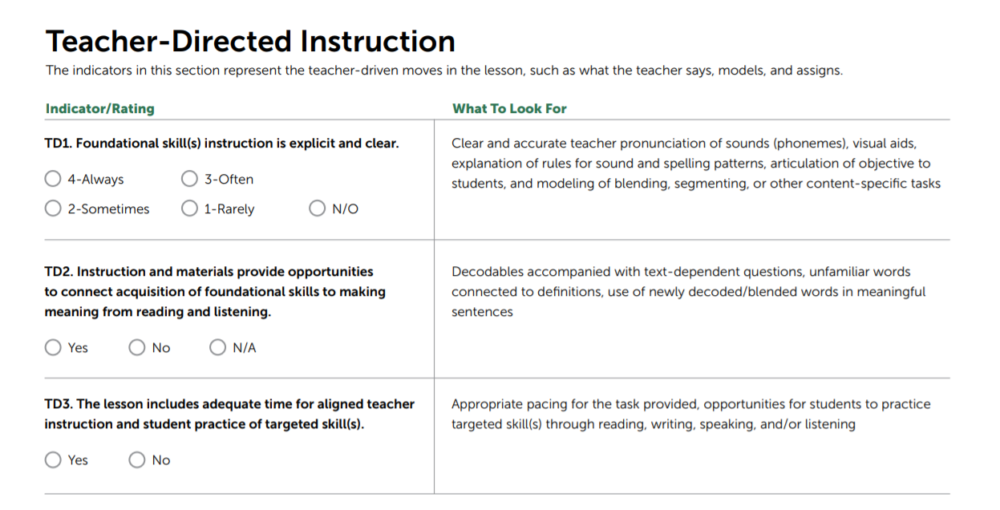 Teacher-Directed Instruction
The indicators in this section represent the teacher-driven moves in the lesson, such as what the teacher says, models, and assigns.
Indicator/Rating
What To Look For
TD1. Foundational skill(s) instruction is explicit and clear.
4-Always
3-Often
2-Sometimes
1-Rarely
N/O
Clear and accurate teacher pronunciation of sounds (phonemes), visual aids,
explanation of rules for sound and spelling patterns, articulation of objective to
students, and modeling of blending, segmenting, or other content-specific tasks
TD2. Instruction and materials provide opportunities
to connect acquisition of foundational skills to making
meaning from reading and listening.
Yes
No
N/A
Decodables accompanied with text-dependent questions, unfamiliar words
connected to definitions, use of newly decoded/blended words in meaningful
sentences
TD3. The lesson includes adequate time for aligned teacher
instruction and student practice of targeted skill(s).
Yes
No
Appropriate pacing for the task provided, opportunities for students to practice
targeted skill(s) through reading, writing, speaking, and/or listening